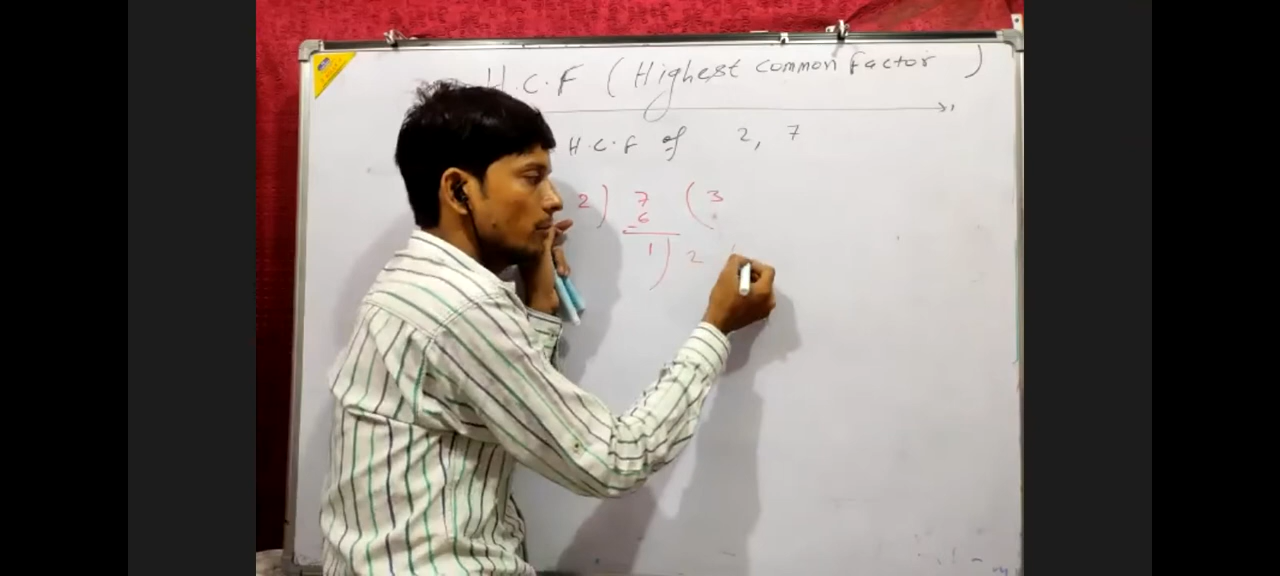 H.C.F (Highest common factor)
H.C.F of 2, 7
2) 7 (3
- 6
1) 2 (